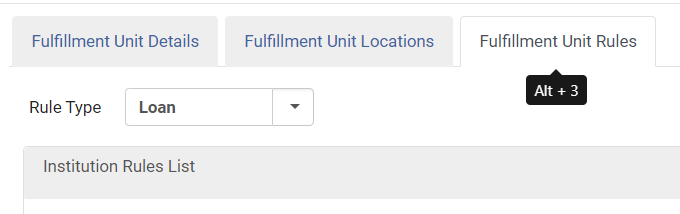 Fulfillment Unit Details
Fulfillment Unit Locations
Fulfillment Unit Rules
Alt + 3
Rule Type
Loan
Institution Rules List